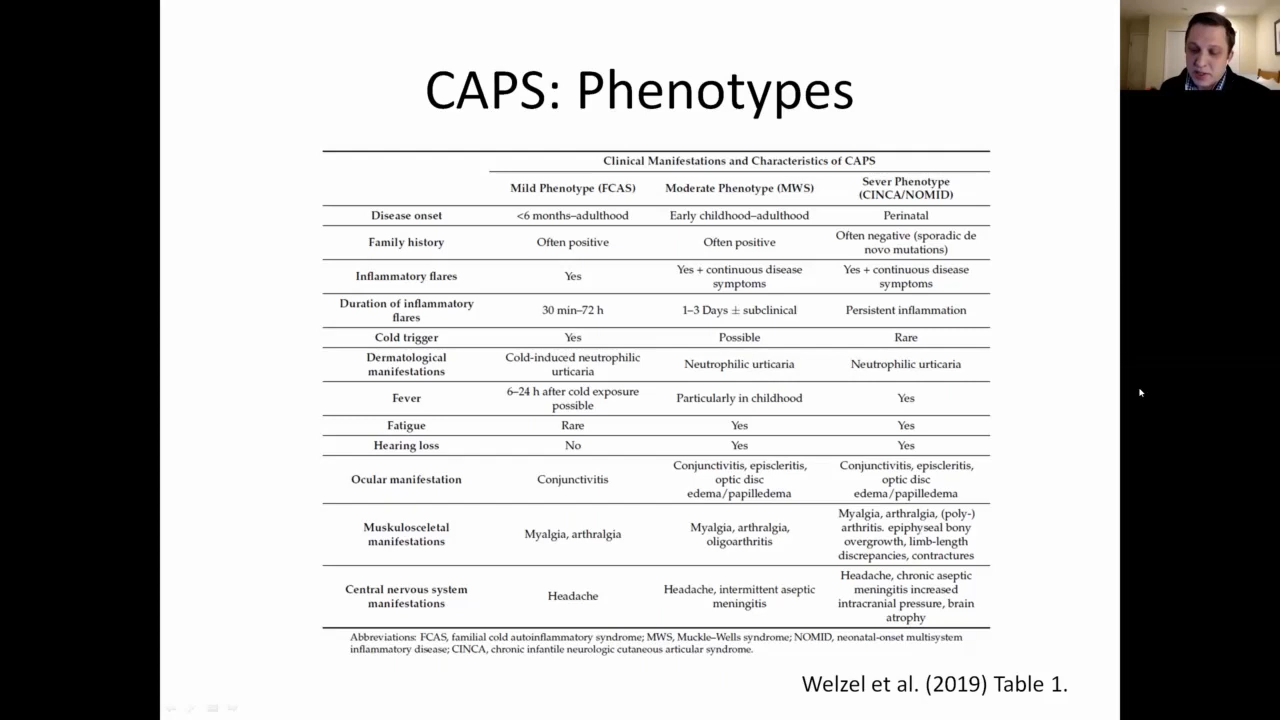 CAPS: Phenotypes
Clinical Manifestations and Characteristics of CAPS
Mild Phenotype (FCAS) Moderate Phenotype (MWS) Sever Phenotype (CINCA/NOMID)
Disease onset <6 months–adulthood Early childhood–adulthood Perinatal
Family history Often positive Often positive Often negative (sporadic de novo mutations)
Inflammatory flares Yes Yes + continuous disease symptoms Yes + continuous disease symptoms
Duration of inflammatory flares 30 min–72 h 1–3 Days ± subclinical Persistent inflammation
Cold trigger Yes Possible Rare
Dermatological manifestations Cold-induced neutrophilic urticaria Neutrophilic urticaria Neutrophilic urticaria
Fever 6–24 h after cold exposure possible Particularly in childhood Yes
Fatigue Rare Yes Yes
Hearing loss No Yes Yes
Ocular manifestation Conjunctivitis Conjunctivitis, episcleritis, optic disc edema/papilledema Conjunctivitis, episcleritis, optic disc edema/papilledema
Muskulosceletal manifestations Myalgia, arthralgia Myalgia, arthralgia, oligoarthritis Myalgia, arthralgia, (poly-) arthritis. epiphyseal bony overgrowth, limb-length discrepancies, contractures
Central nervous system manifestations Headache Headache, intermittent aseptic meningitis Headache, chronic aseptic meningitis increased intracranial pressure, brain atrophy
Abbreviations: FCAS, familial cold autoinflammatory syndrome; MWS, Muckle–Wells syndrome; NOMID, neonatal-onset multisystem
inflammatory disease; CINCA, chronic infantile neurologic cutaneous articular syndrome.
Welzel et al. (2019) Table 1.